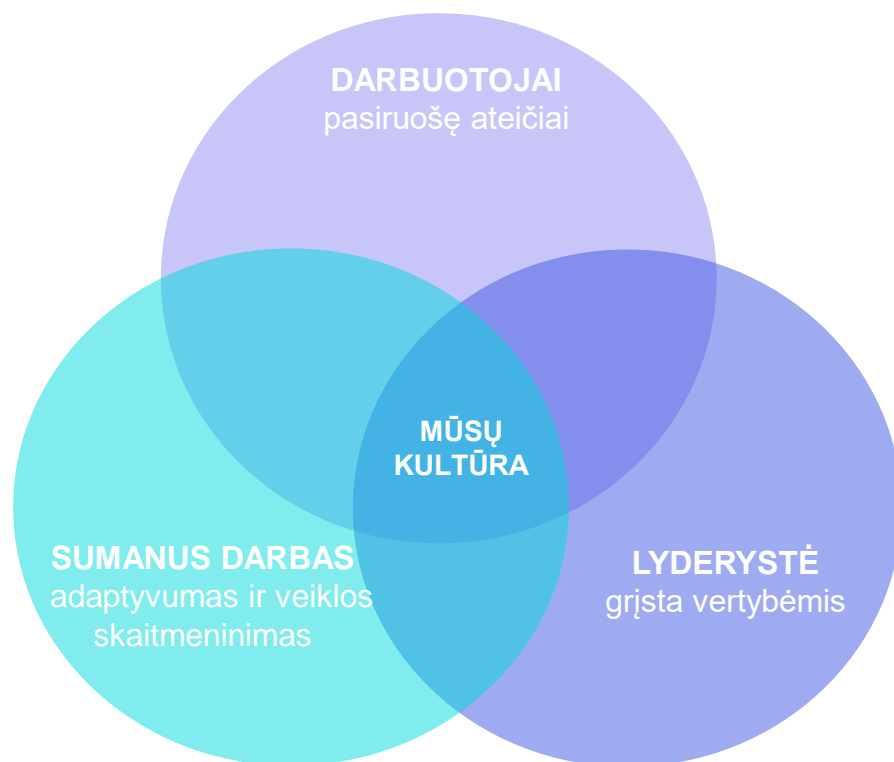 DARBUOTOJAI
pasiruošę ateičiai
MŪSŲ
KULTŪRA
SUMANUS DARBAS
adaptyvumas ir veiklos
skaitmeninimas
LYDERYSTĖ
grįsta vertybėmis